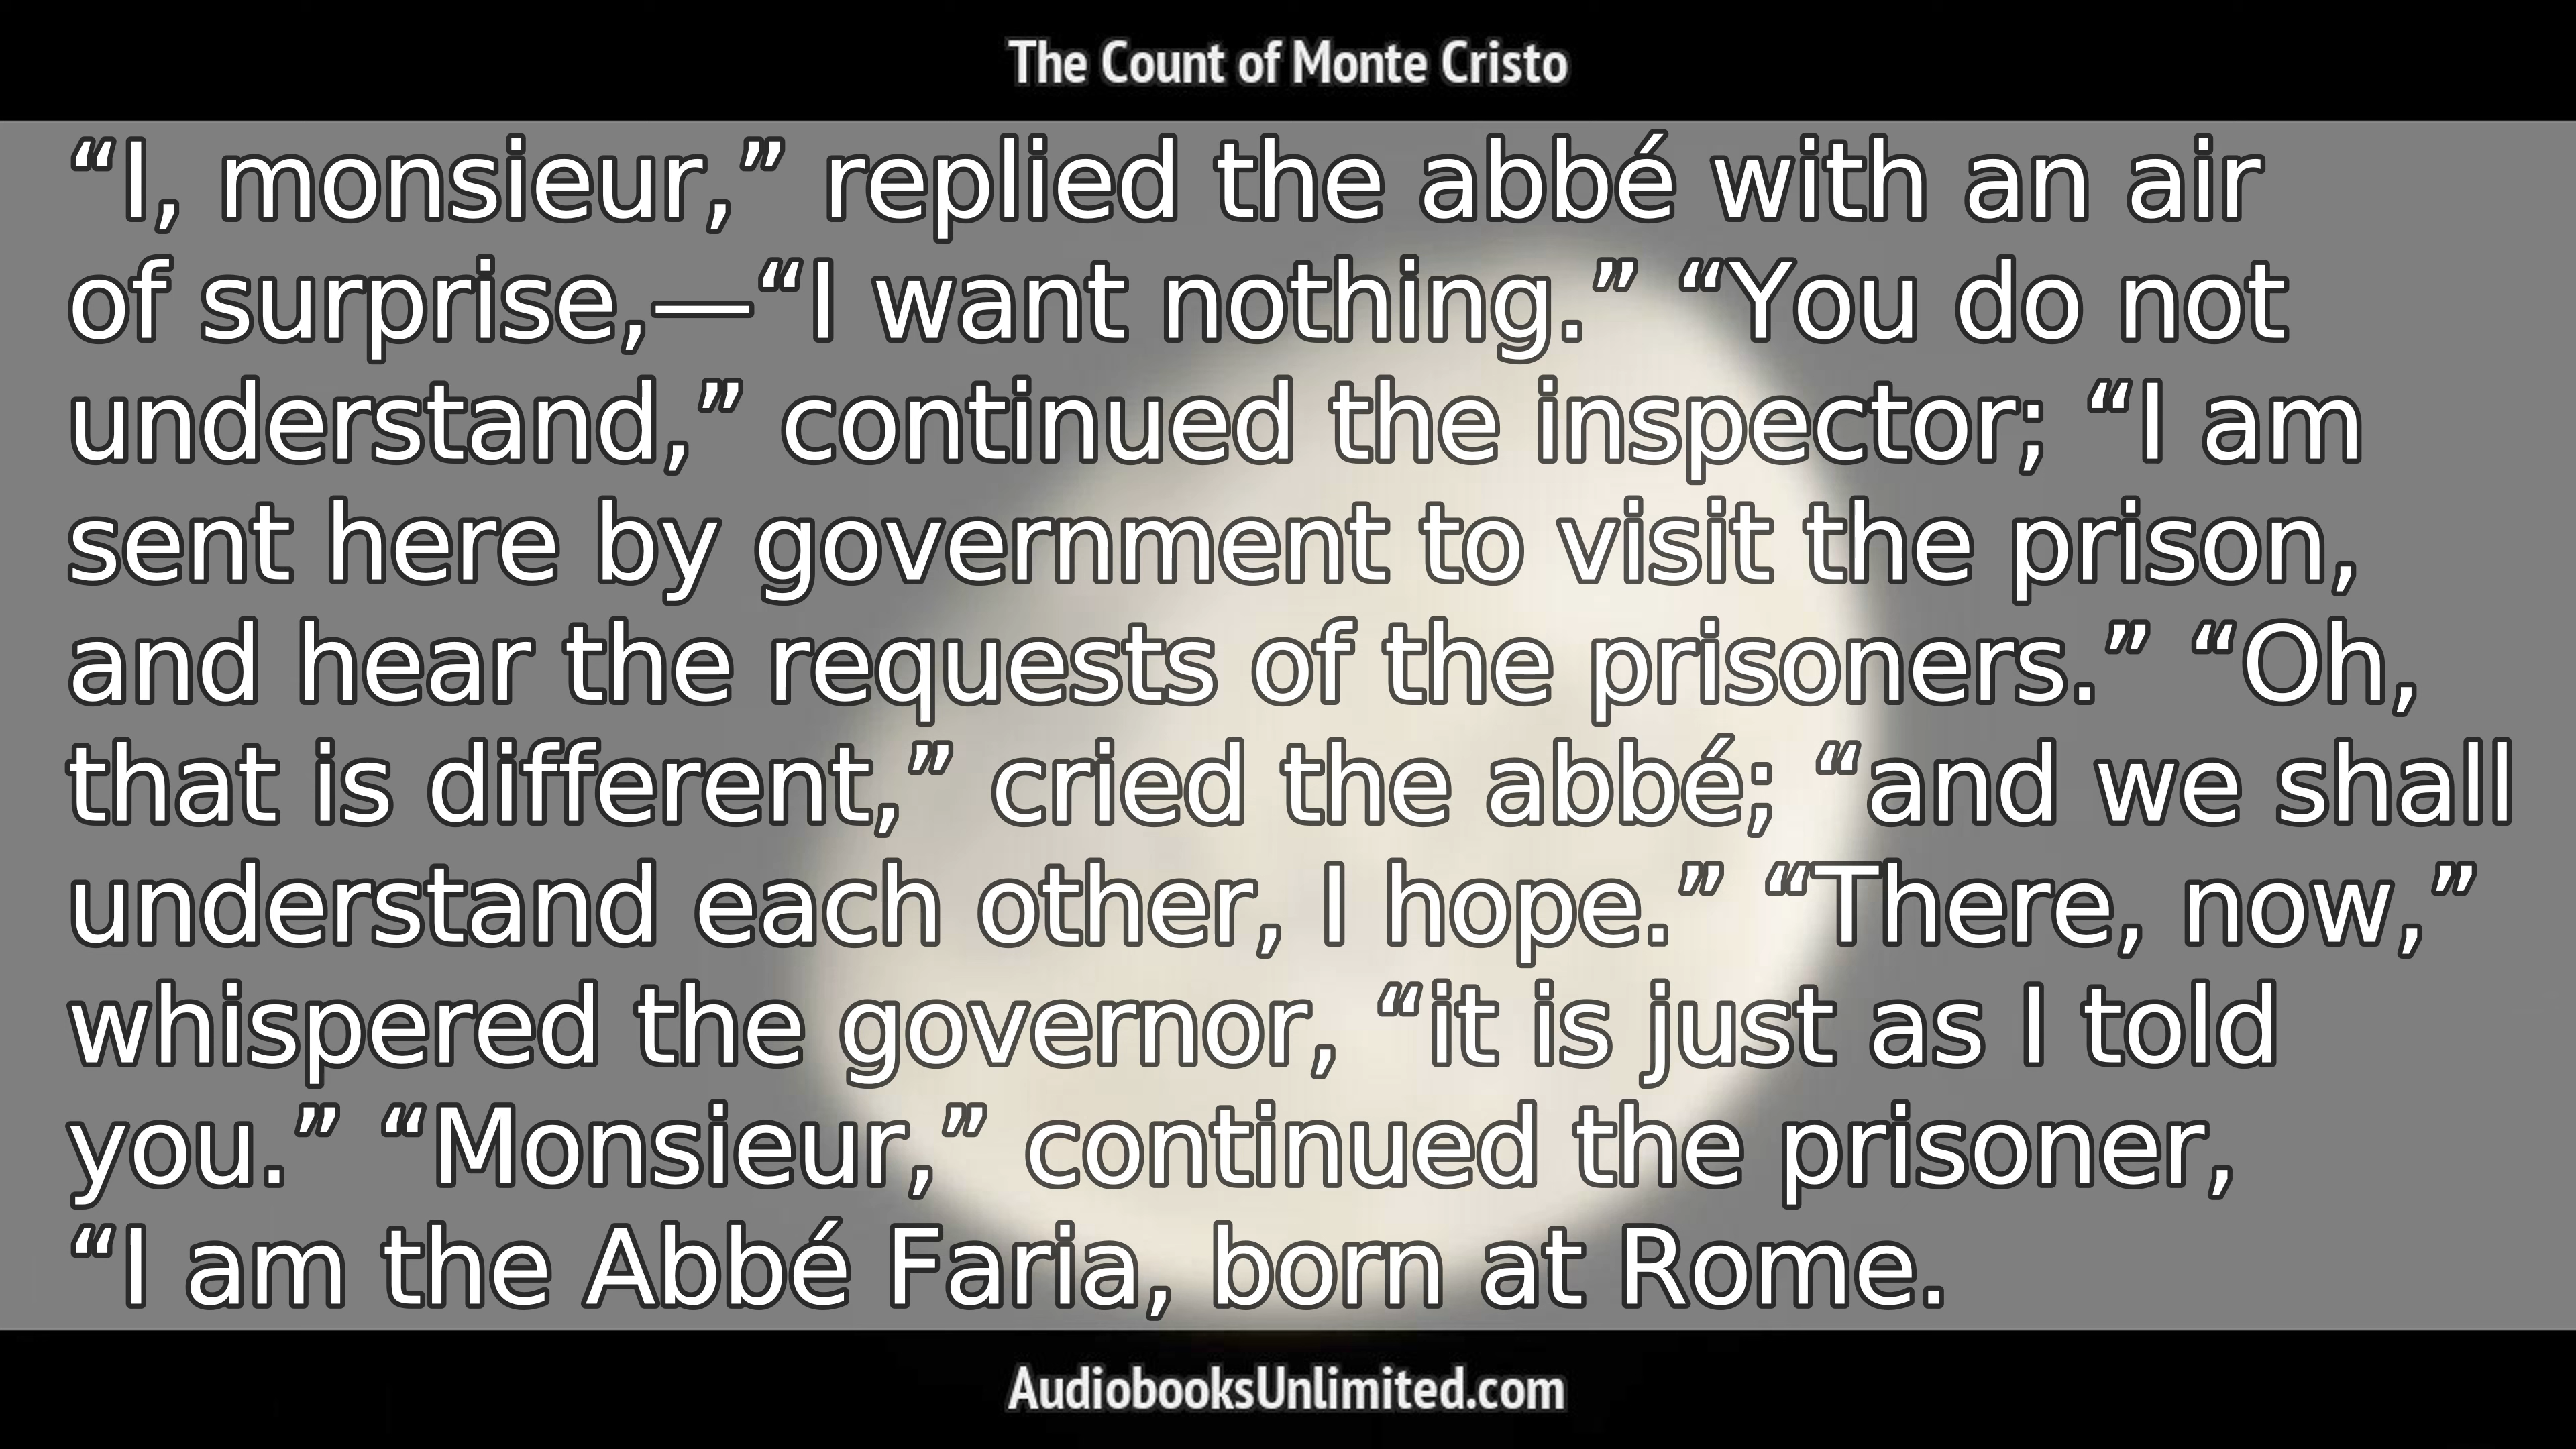 The Count of Monte Cristo
“I, monsieur,” replied the abbé with an air
of surprise,—“I want nothing.” “You do not
understand,” continued the inspector; “I am
sent here by government to visit the prison,
and hear the requests of the prisoners.” “Oh,
that is different,” cried the abbé; “and we shall
understand each other, I hope.” “There, now,”
whispered the governor, “it is just as I told
you.” “Monsieur,” continued the prisoner,
“I am the Abbé Faria, born at Rome.
AudiobooksUnlimited.com